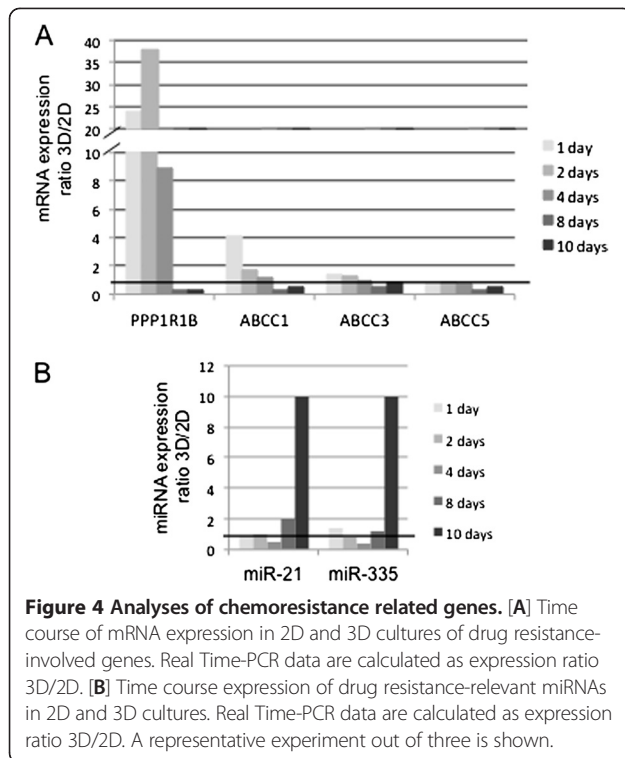 A
mRNA expression
ratio 3D/2D
40
35
30
25
20
10
8
6
4
2
0
PPP1R1B ABCC1 ABCC3 ABCC5
1 day
2 days
4 days
8 days
10 days
B
miRNA expression
ratio 3D/2D
12
10
8
6
4
2
0
miR-21 miR-335
1 day
2 days
4 days
8 days
10 days
Figure 4 Analyses of chemoresistance related genes. [A] Time
course of mRNA expression in 2D and 3D cultures of drug resistance-
involved genes. Real Time-PCR data are calculated as expression ratio
3D/2D. [B] Time course expression of drug resistance-relevant miRNAs
in 2D and 3D cultures. Real Time-PCR data are calculated as expression
ratio 3D/2D. A representative experiment out of three is shown.